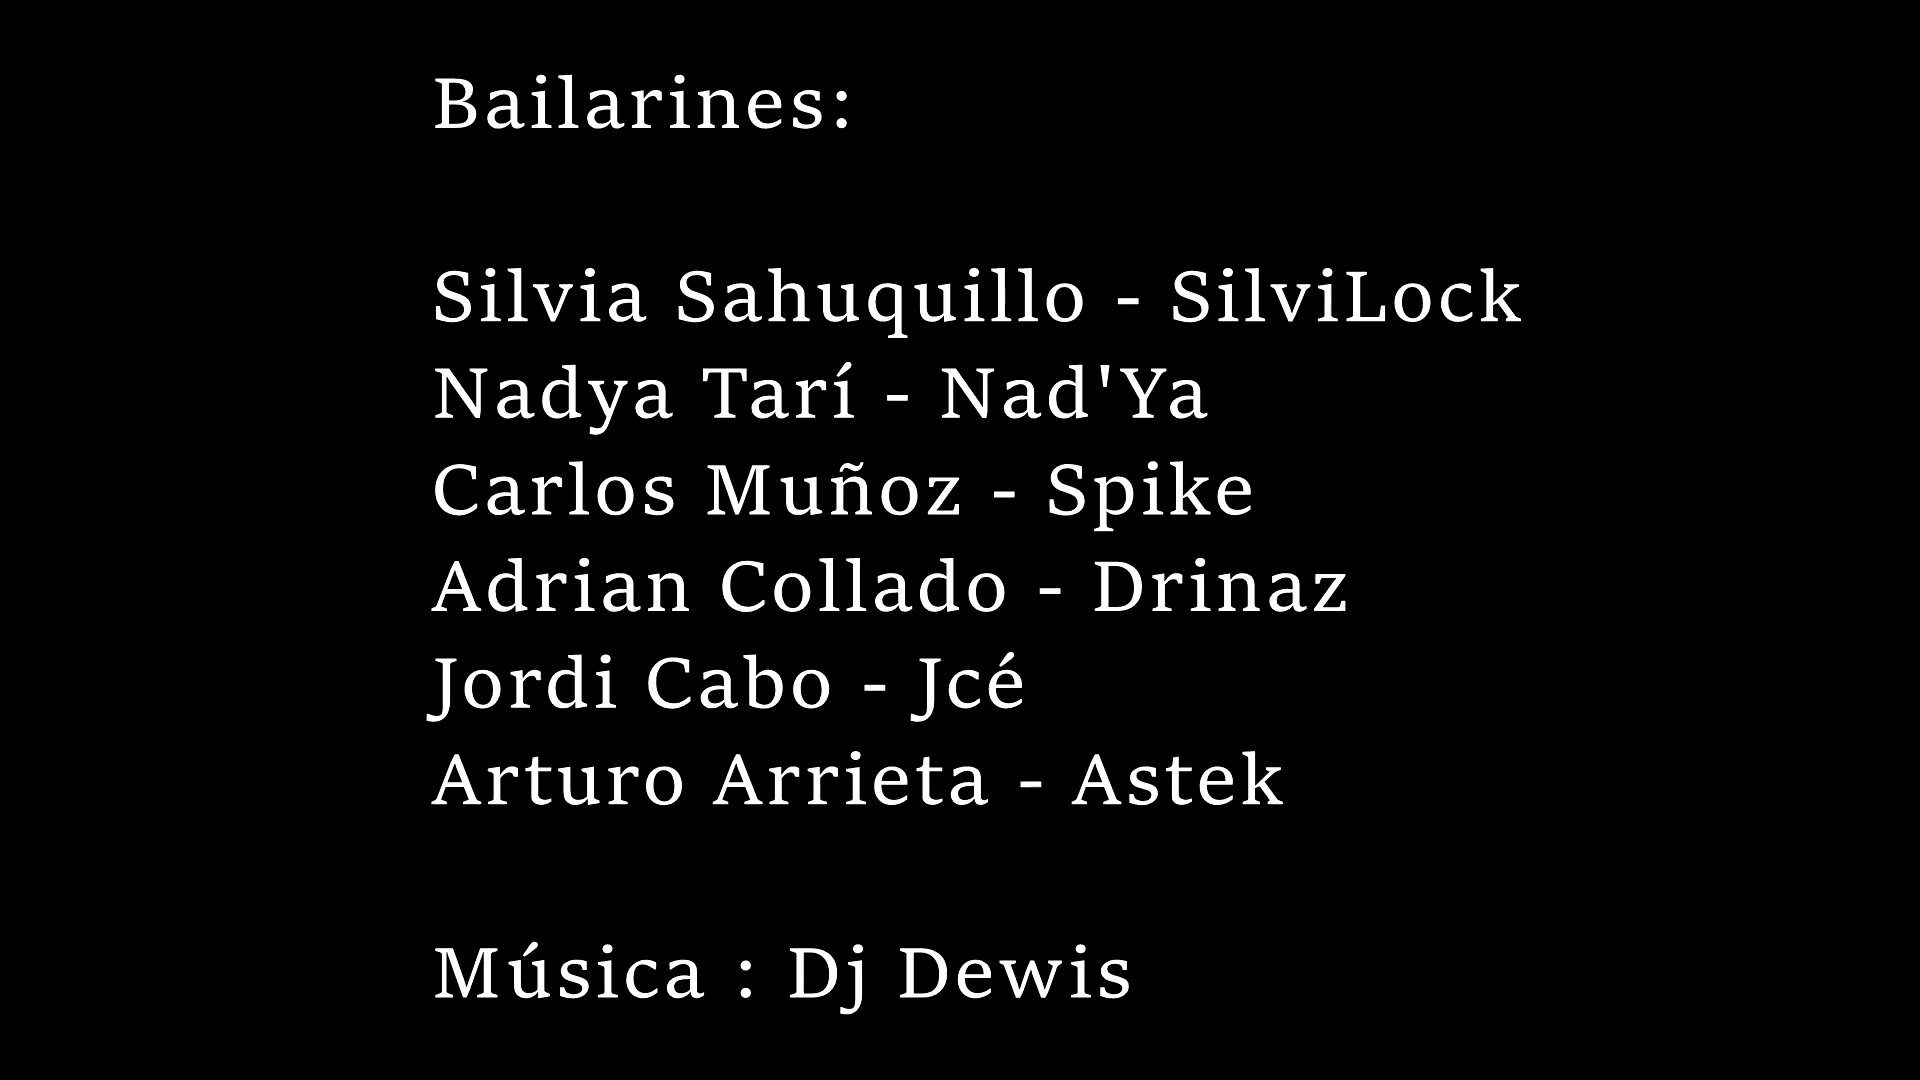 Bailarines:
Silvia Sahuquillo - SilviLock
Nadya Tarí - Nad'Ya
Carlos Muñoz - Spike
Adrian Collado - Drinaz
Jordi Cabo - Jcé
Arturo Arrieta - Astek
Música : Dj Dewis